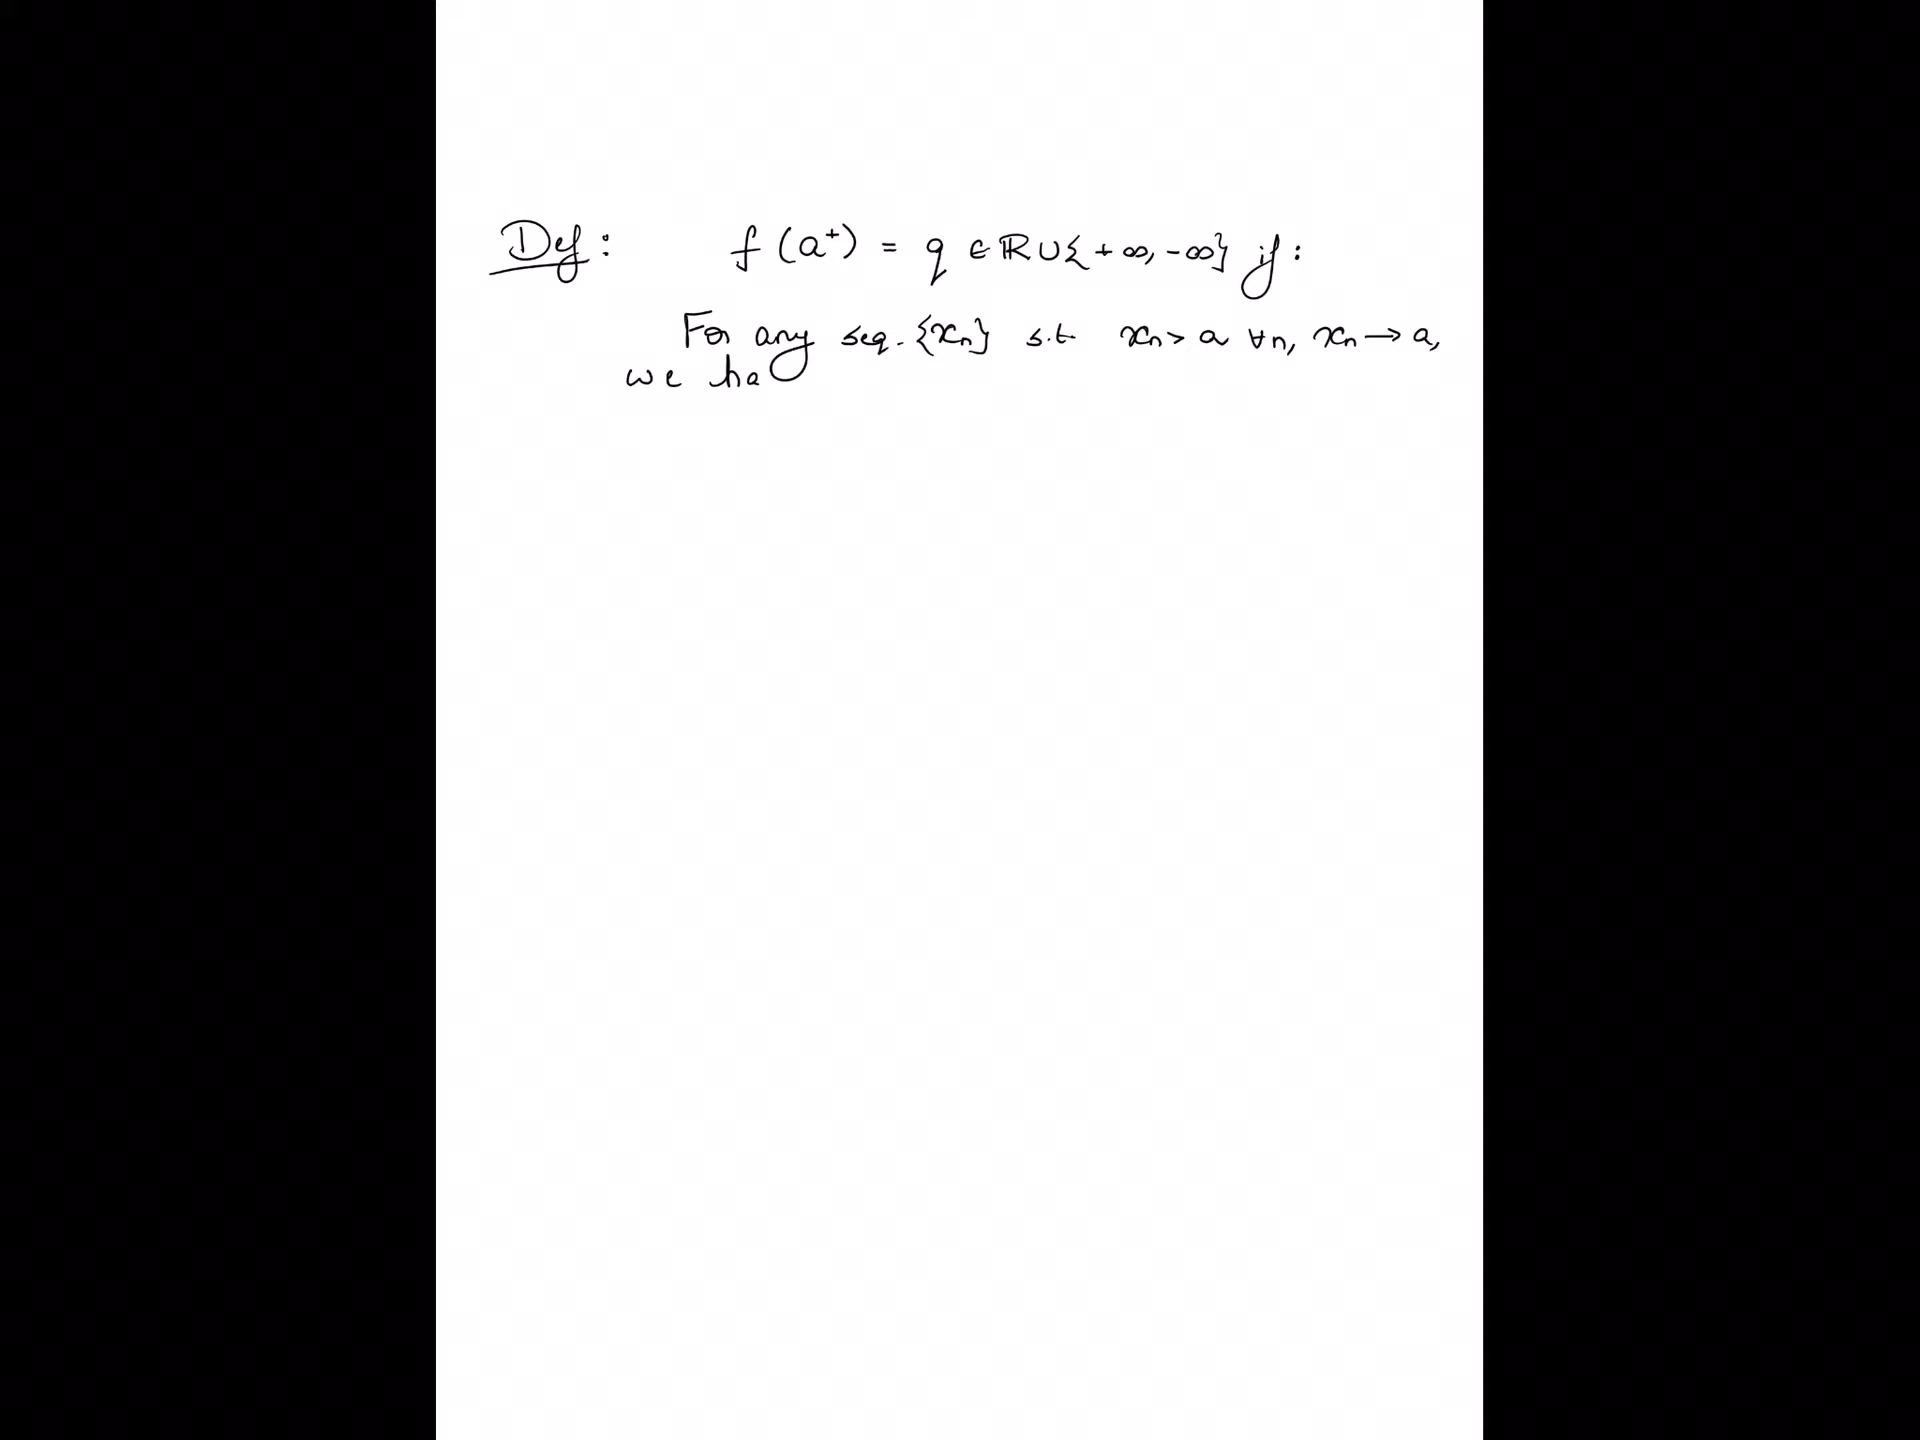 Def: f(a⁺) = q ∈ ℝ ∪ {+∞, -∞} if:
For any seq. {xₙ} s.t xₙ > a ∀n, xₙ → a,
we ha